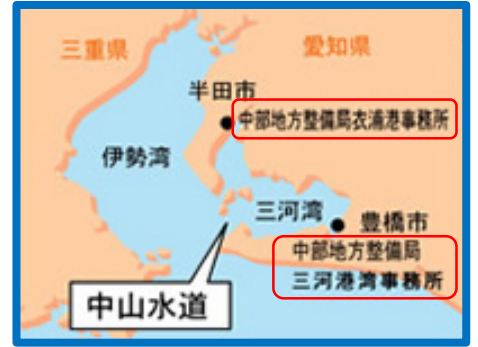 三重県
愛知県
半田市
中部地方整備局衣浦港事務所
伊勢湾
三河湾
豊橋市
中部地方整備局
三河港湾事務所
中山水道